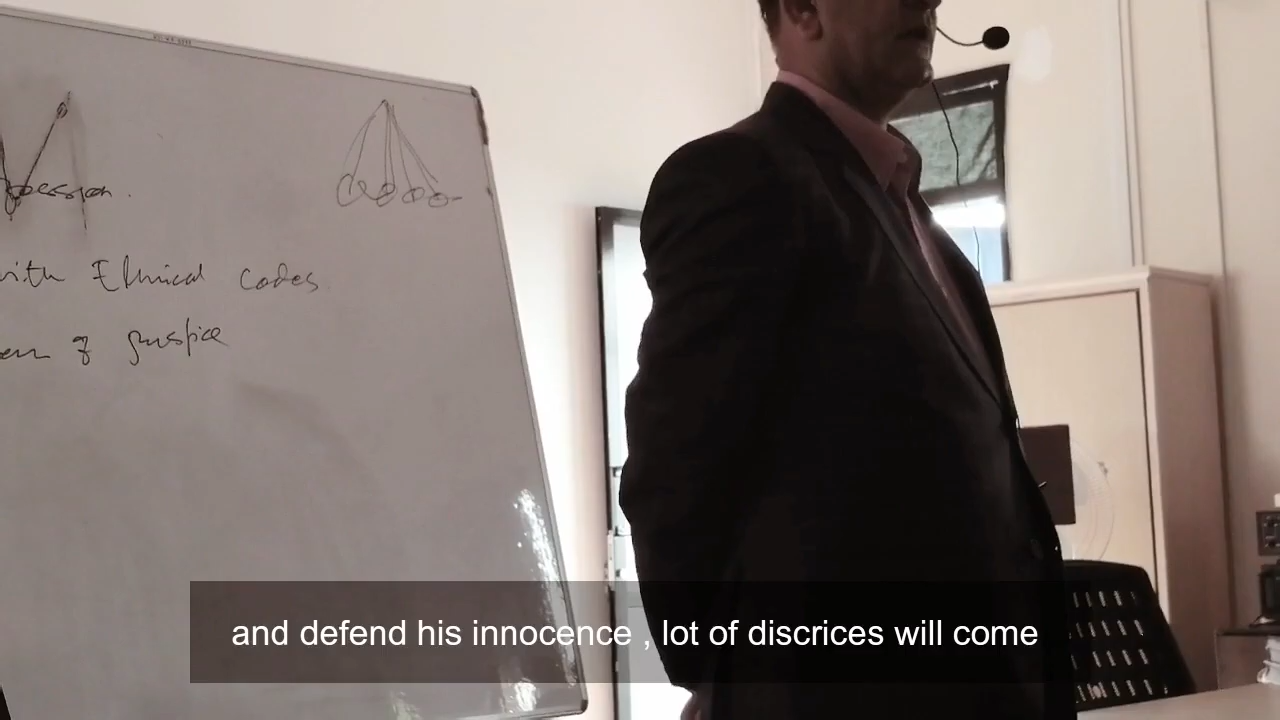 with Ethical Codes
of Justice
and defend his innocence , lot of discrices will come